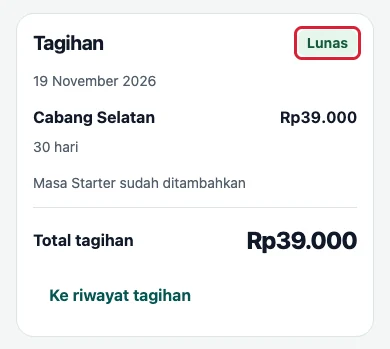 Tagihan
Lunas
19 November 2026
Cabang Selatan
Rp39.000
30 hari
Masa Starter sudah ditambahkan
Total tagihan
Rp39.000
Ke riwayat tagihan